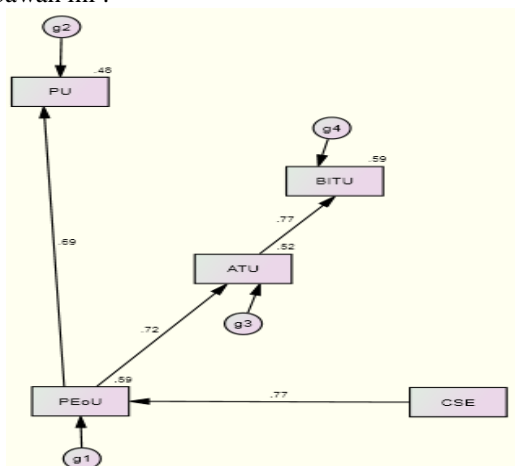 g2
.48
PU
g4
.59
BITU
.77
.52
ATU
.69
g3
.72
.59
PEoU
.77
CSE
g1